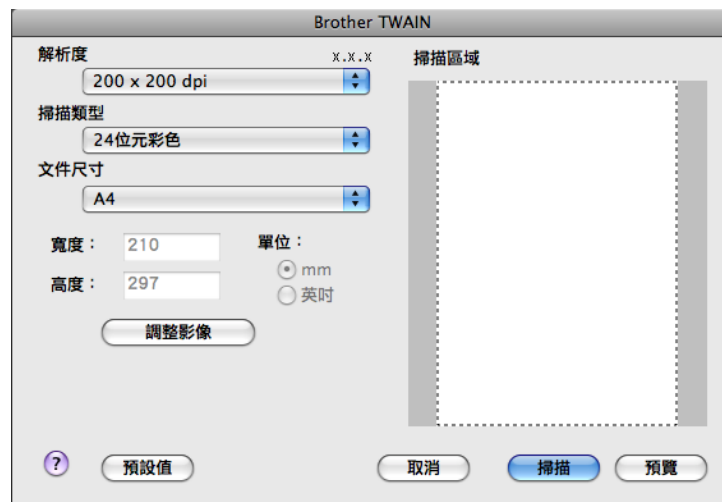 Brother TWAIN
解析度
x.x.x
200 x 200 dpi
掃描類型
24位元彩色
文件尺寸
A4
寬度：
210
高度：
297
單位：
mm
英吋
調整影像
掃描區域
?
預設值
取消
掃描
預覽